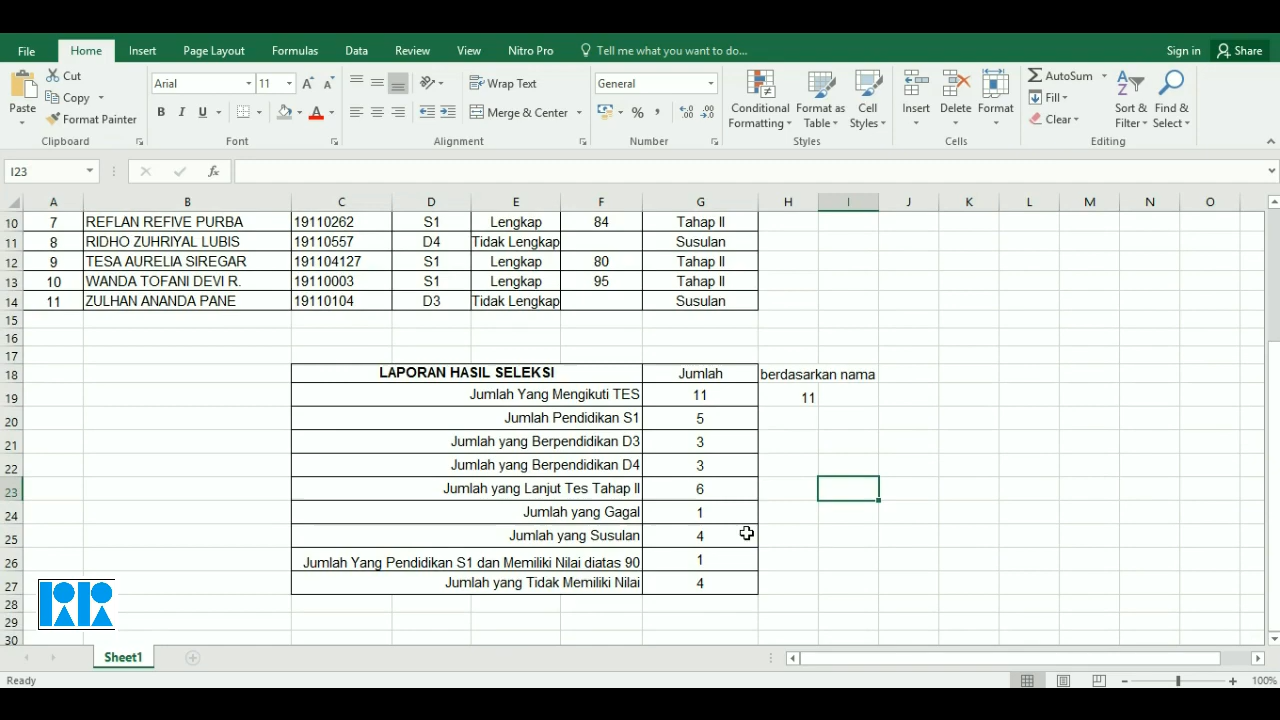 File Home Insert Page Layout Formulas Data Review View Nitro Pro Tell me what you want to do... Sign in Share
Paste Cut Copy Format Painter Clipboard
Arial 11 A A B I U A Font
Wrap Text Merge & Center Alignment
General % , Number
Conditional Formatting Format as Table Cell Styles Styles
Insert Delete Format Cells
AutoSum Fill Clear Sort & Filter Find & Select Editing
I23 fx
A B C D E F G H I J K L M N O
10 7 REFLAN REFIVE PURBA 19110262 S1 Lengkap 84 Tahap II
11 8 RIDHO ZUHRIYAL LUBIS 19110557 D4 Tidak Lengkap Susulan
12 9 TESA AURELIA SIREGAR 191104127 S1 Lengkap 80 Tahap II
13 10 WANDA TOFANI DEVI R. 19110003 S1 Lengkap 95 Tahap II
14 11 ZULHAN ANANDA PANE 19110104 D3 Tidak Lengkap Susulan
15
16
17
18 LAPORAN HASIL SELEKSI Jumlah berdasarkan nama
19 Jumlah Yang Mengikuti TES 11 11
20 Jumlah Pendidikan S1 5
21 Jumlah yang Berpendidikan D3 3
22 Jumlah yang Berpendidikan D4 3
23 Jumlah yang Lanjut Tes Tahap II 6
24 Jumlah yang Gagal 1
25 Jumlah yang Susulan 4
26 Jumlah Yang Pendidikan S1 dan Memiliki Nilai diatas 90 1
27 Jumlah yang Tidak Memiliki Nilai 4
28
29
30
Sheet1
Ready 100%